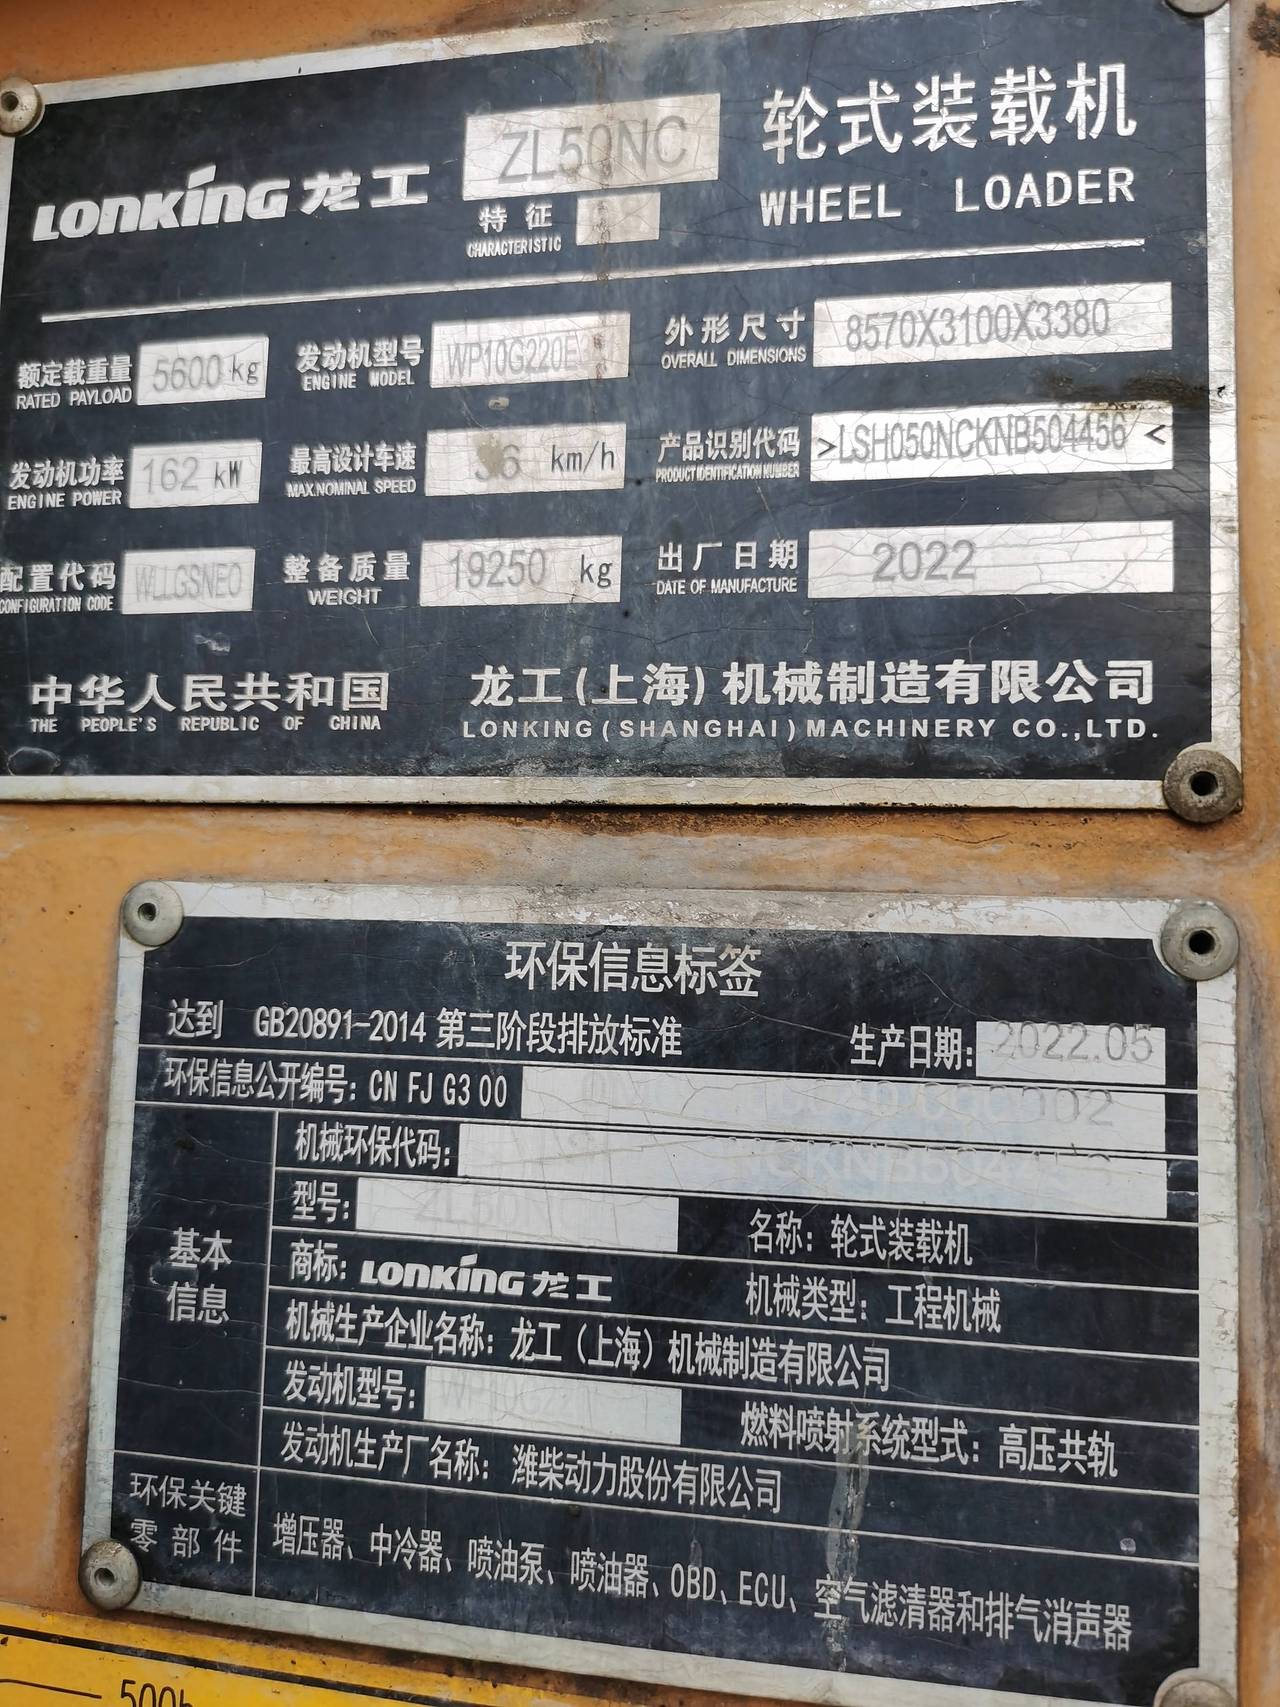 LONKING 龙工 ZL50NC 轮式装载机
特征
CHARACTERISTIC WHEEL LOADER
额定载重量 5600 kg 发动机型号 WP10G220E 外形尺寸 8570X3100X3380
RATED PAYLOAD ENGINE MODEL OVERALL DIMENSIONS
发动机功率 162 kW 最高设计车速 36 km/h 产品识别代码 >LSH050NCKNB504456<
ENGINE POWER MAX.NOMINAL SPEED PRODUCT IDENTIFICATION NUMBER
配置代码 WLLGSNE0 整备质量 19250 kg 出厂日期 2022
CONFIGURATION CODE WEIGHT DATE OF MANUFACTURE
中华人民共和国 龙工(上海)机械制造有限公司
THE PEOPLE'S REPUBLIC OF CHINA LONKING(SHANGHAI)MACHINERY CO.,LTD.
环保信息标签
达到 GB20891-2014 第三阶段排放标准 生产日期: 2022.05
环保信息公开编号: CN FJ G3 00
机械环保代码:
型号: ZL50NC 名称: 轮式装载机
基本信息
商标: LONKING 龙工 机械类型: 工程机械
机械生产企业名称: 龙工（上海）机械制造有限公司
发动机型号: 燃料喷射系统型式: 高压共轨
发动机生产厂名称: 潍柴动力股份有限公司
环保关键
零部件
增压器、中冷器、喷油泵、喷油器、OBD、ECU、空气滤清器和排气消声器
500h